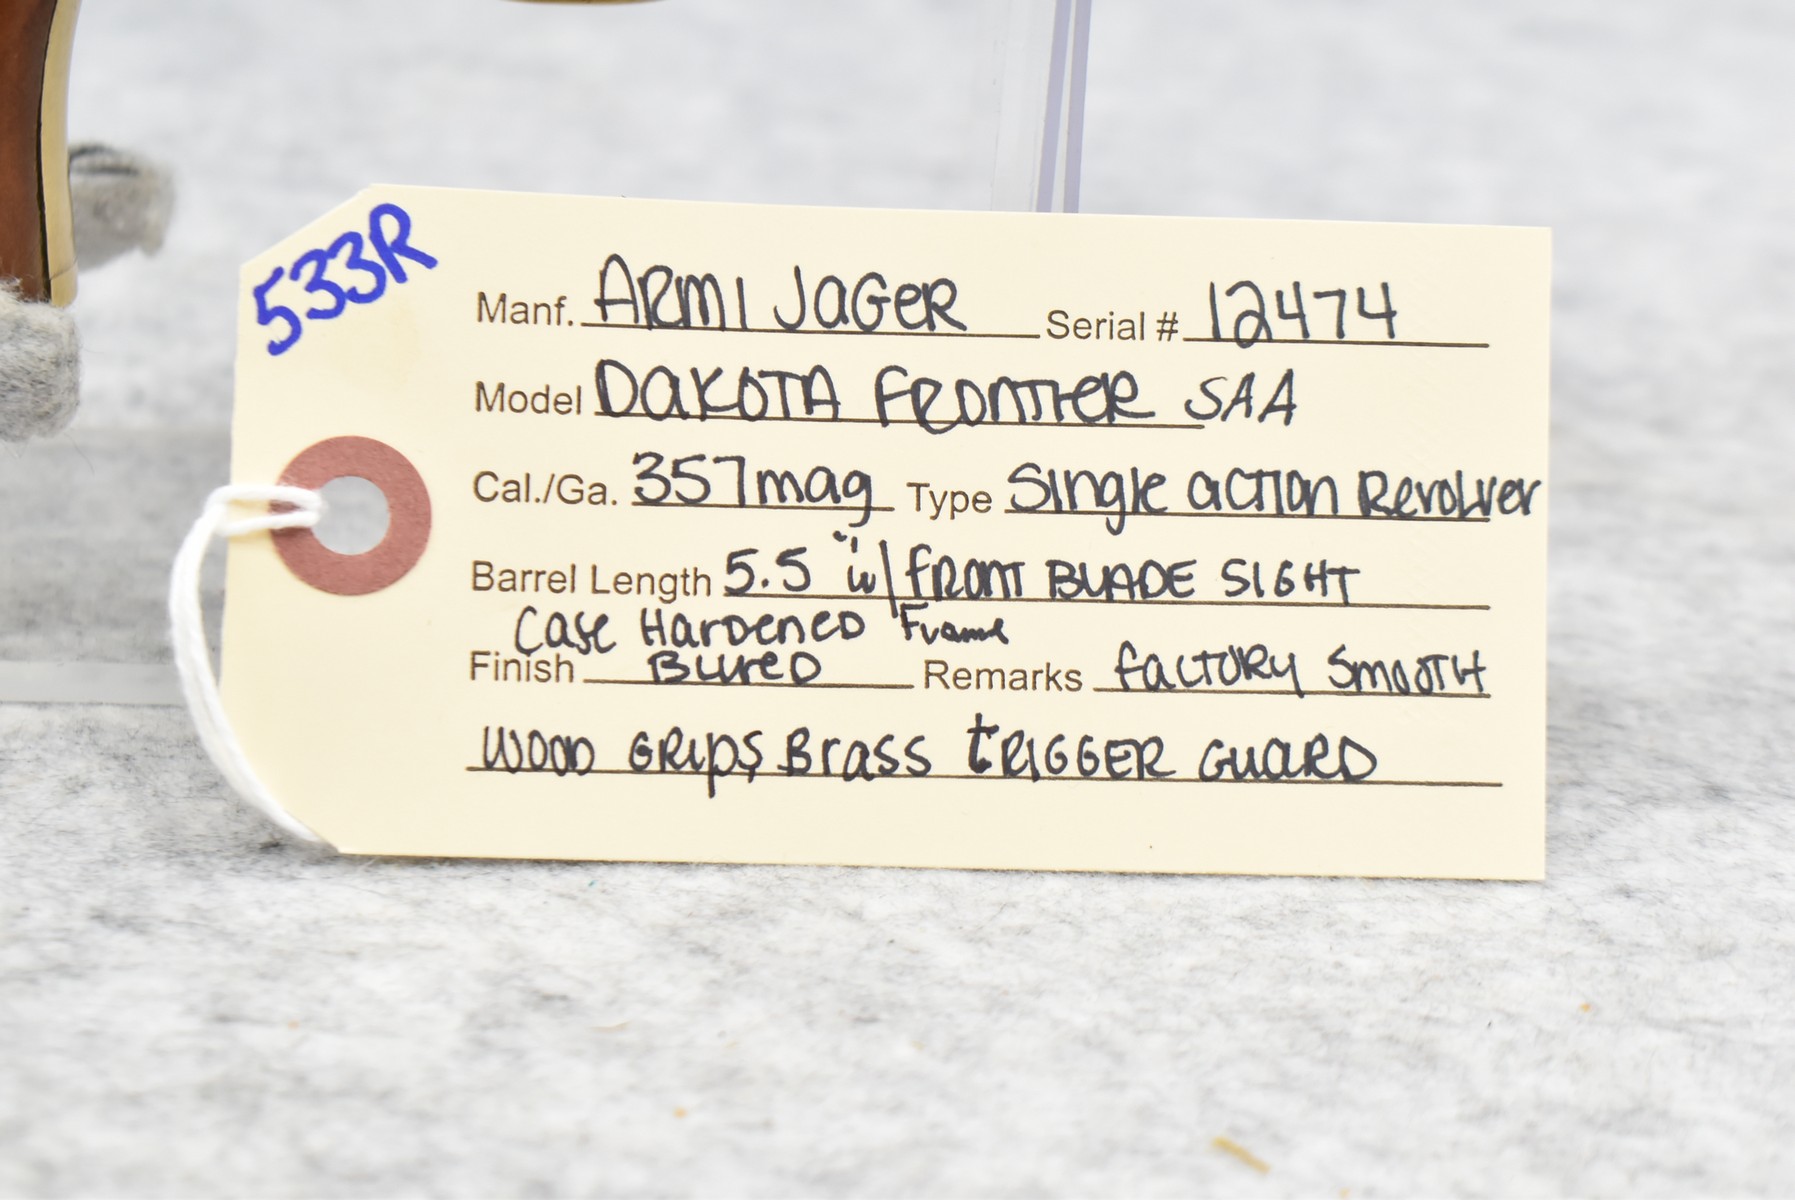 533R
Manf. ARMI JAGER Serial # 12474
Model DAKOTA FRONTIER SAA
Cal./Ga. 357mag Type Single action Revolver
Barrel Length 5.5" w/ front BLADE SIGHT
Case Hardened Frame
Finish Blured Remarks factory Smooth
Wood Grips Brass trigger guard